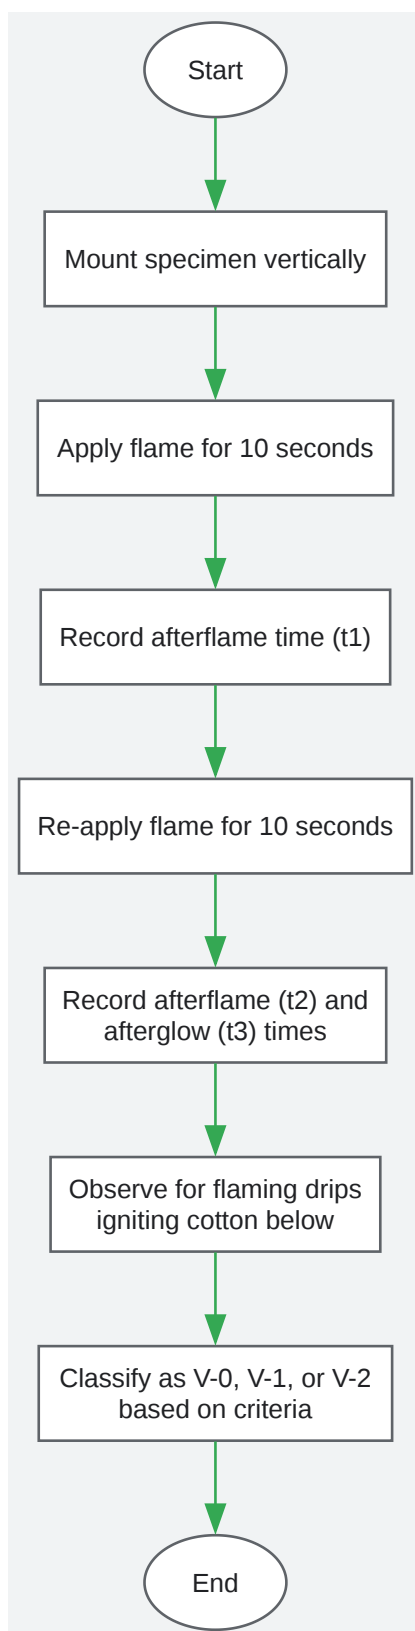 Start
Mount specimen vertically
Apply flame for 10 seconds
Record afterflame time (t1)
Re-apply flame for 10 seconds
Record afterflame (t2) and
afterglow (t3) times
Observe for flaming drips
igniting cotton below
Classify as V-0, V-1, or V-2
based on criteria
End